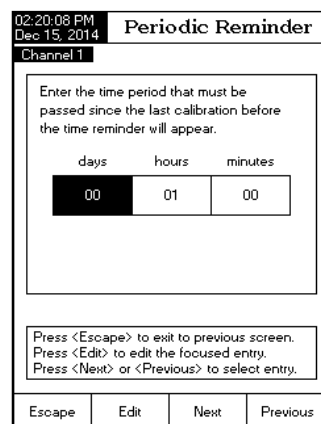 02:20:08 PM
Dec 15, 2014
Periodic Reminder
Channel 1
Enter the time period that must be
passed since the last calibration before
the time reminder will appear.
days hours minutes
00 01 00
Press <Escape> to exit to previous screen.
Press <Edit> to edit the focused entry.
Press <Next> or <Previous> to select entry.
Escape Edit Next Previous